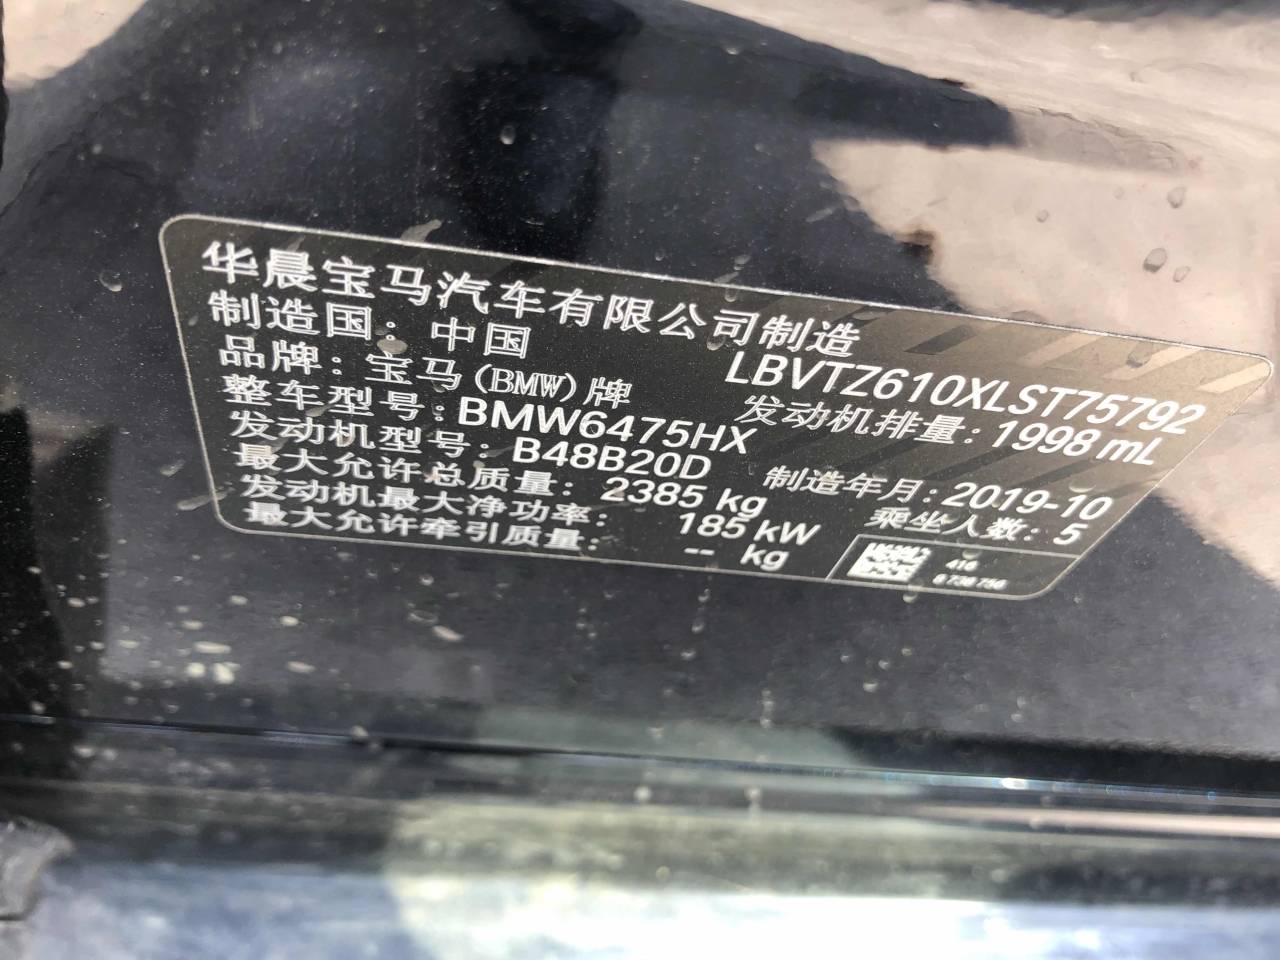 华晨宝马汽车有限公司制造
制造国：中国
LBVTZ610XLST75792
品牌：宝马(BMW)牌
发动机排量：1998 mL
整车型号：BMW6475HX
发动机型号：B48B20D
制造年月：2019-10
最大允许总质量：2385 kg
乘坐人数：5
发动机最大净功率：185 kW
最大允许牵引质量：-- kg
416
8 738 756